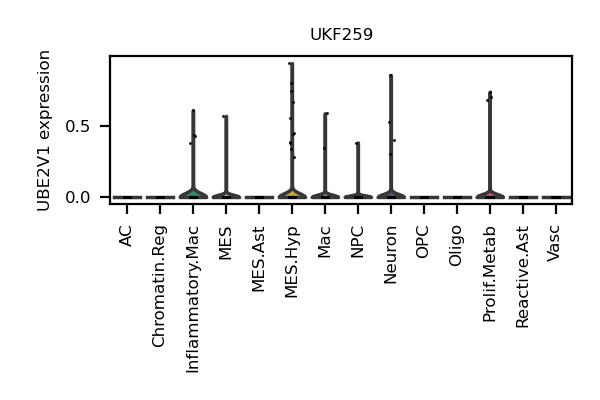 UKF259
UBE2V1 expression
0.5
0.0
AC
Chromatin.Reg
Inflammatory.Mac
MES
MES.Ast
MES.Hyp
Mac
NPC
Neuron
OPC
Oligo
Prolif.Metab
Reactive.Ast
Vasc